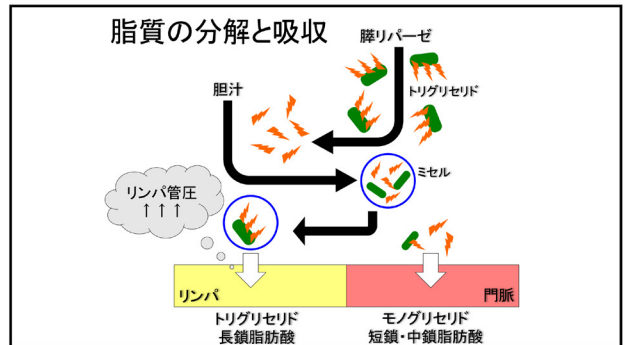 脂質の分解と吸収
膵リパーゼ
胆汁
トリグリセリド
ミセル
リンパ管圧
↑ ↑ ↑
リンパ
門脈
トリグリセリド
長鎖脂肪酸
モノグリセリド
短鎖・中鎖脂肪酸